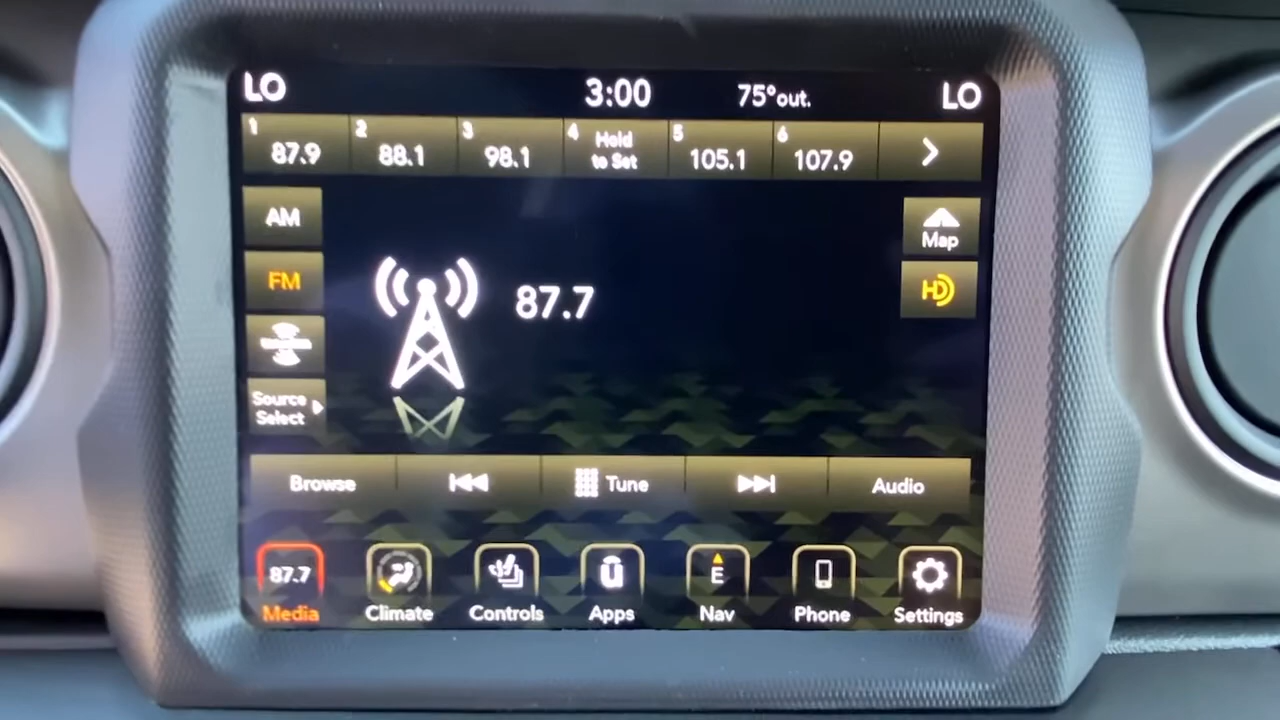 LO 3:00 75°out. LO
1 87.9
2 88.1
3 98.1
4 Hold
to Set
5 105.1
6 107.9
AM
FM
Source
Select
Map
HD
87.7
Browse Tune Audio
87.7 E
Media Climate Controls Apps Nav Phone Settings